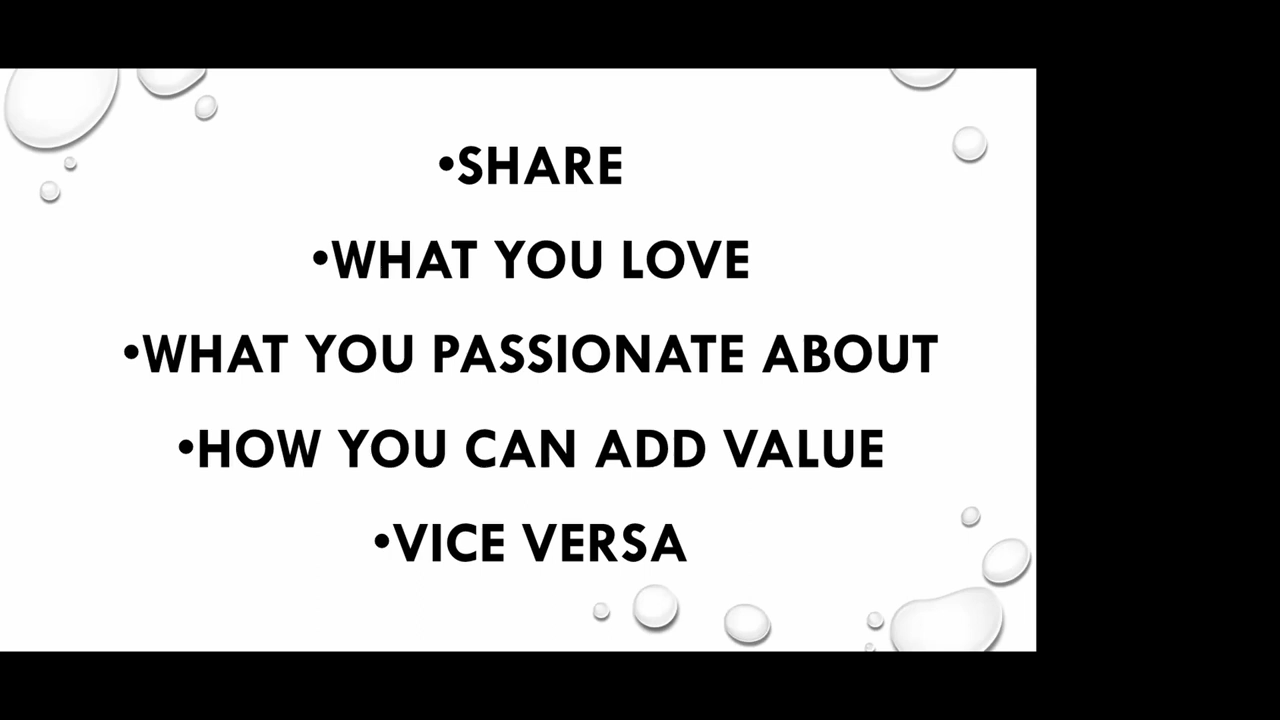 •SHARE
•WHAT YOU LOVE
•WHAT YOU PASSIONATE ABOUT
•HOW YOU CAN ADD VALUE
•VICE VERSA